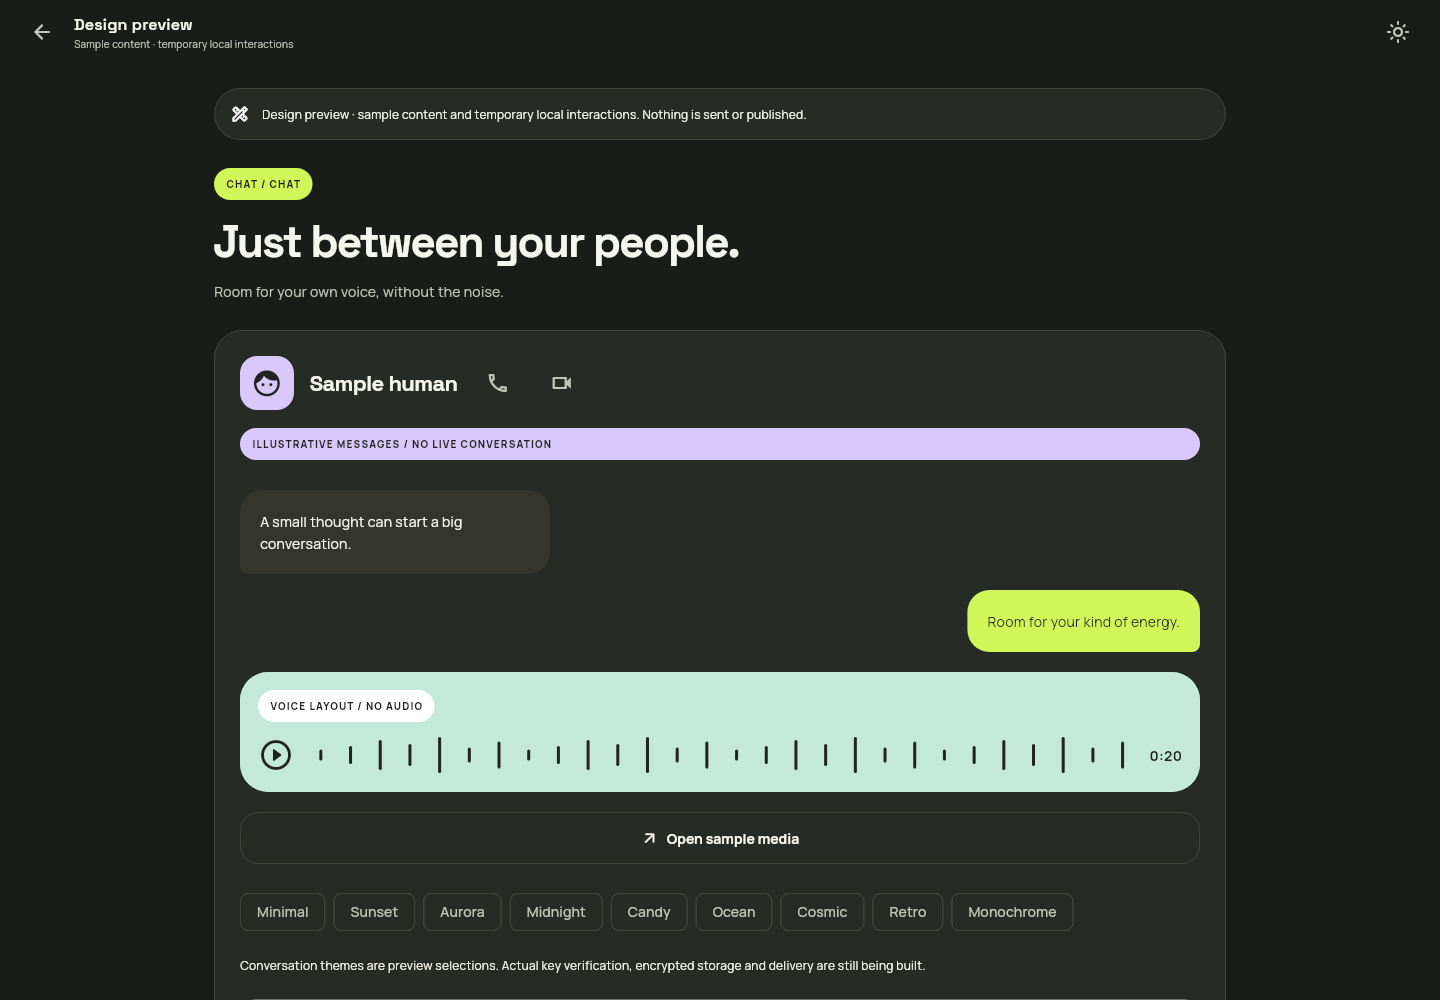 Design preview
Sample content · temporary local interactions
Design preview · sample content and temporary local interactions. Nothing is sent or published.
CHAT / CHAT
Just between your people.
Room for your own voice, without the noise.
Sample human
ILLUSTRATIVE MESSAGES / NO LIVE CONVERSATION
A small thought can start a big
conversation.
Room for your kind of energy.
VOICE LAYOUT / NO AUDIO
0:20
Open sample media
Minimal Sunset Aurora Midnight Candy Ocean Cosmic Retro Monochrome
Conversation themes are preview selections. Actual key verification, encrypted storage and delivery are still being built.